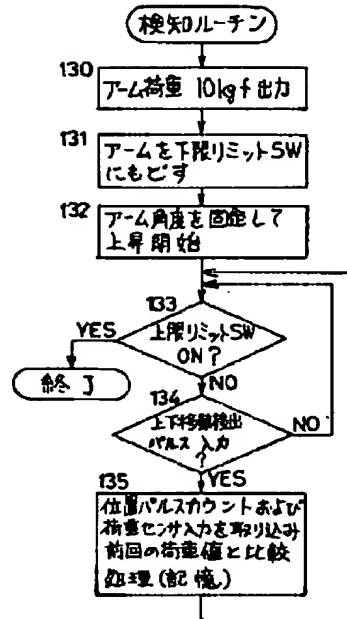 検知ルーチン
130
アーム荷重 10kgf出力
131
アームを下限リミットSW
にもどす
132
アーム角度を固定して
上昇開始
133
YES
上限リミットSW
ON?
終了
NO
134
上下移動検出
パルス入力
?
NO
YES
135
位置パルスカウントおよび
荷重センサ入力を取り込み
前回の荷重値と比較
処理(記憶)